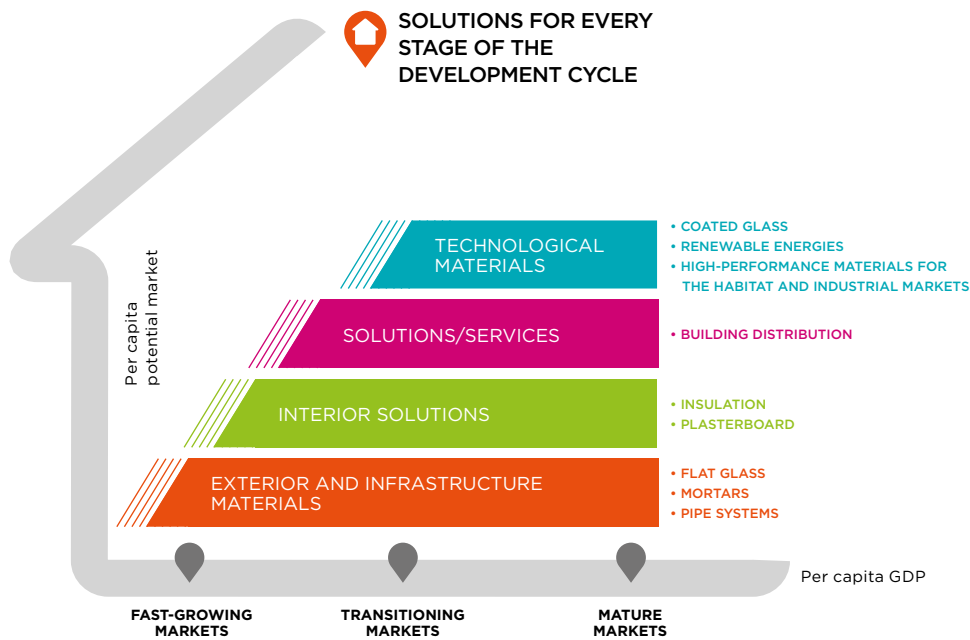 SOLUTIONS FOR EVERY
STAGE OF THE
DEVELOPMENT CYCLE
Per capita
potential market
TECHNOLOGICAL
MATERIALS
• COATED GLASS
• RENEWABLE ENERGIES
• HIGH-PERFORMANCE MATERIALS FOR
THE HABITAT AND INDUSTRIAL MARKETS
SOLUTIONS/SERVICES
• BUILDING DISTRIBUTION
INTERIOR SOLUTIONS
• INSULATION
• PLASTERBOARD
EXTERIOR AND INFRASTRUCTURE
MATERIALS
• FLAT GLASS
• MORTARS
• PIPE SYSTEMS
Per capita GDP
FAST-GROWING
MARKETS
TRANSITIONING
MARKETS
MATURE
MARKETS